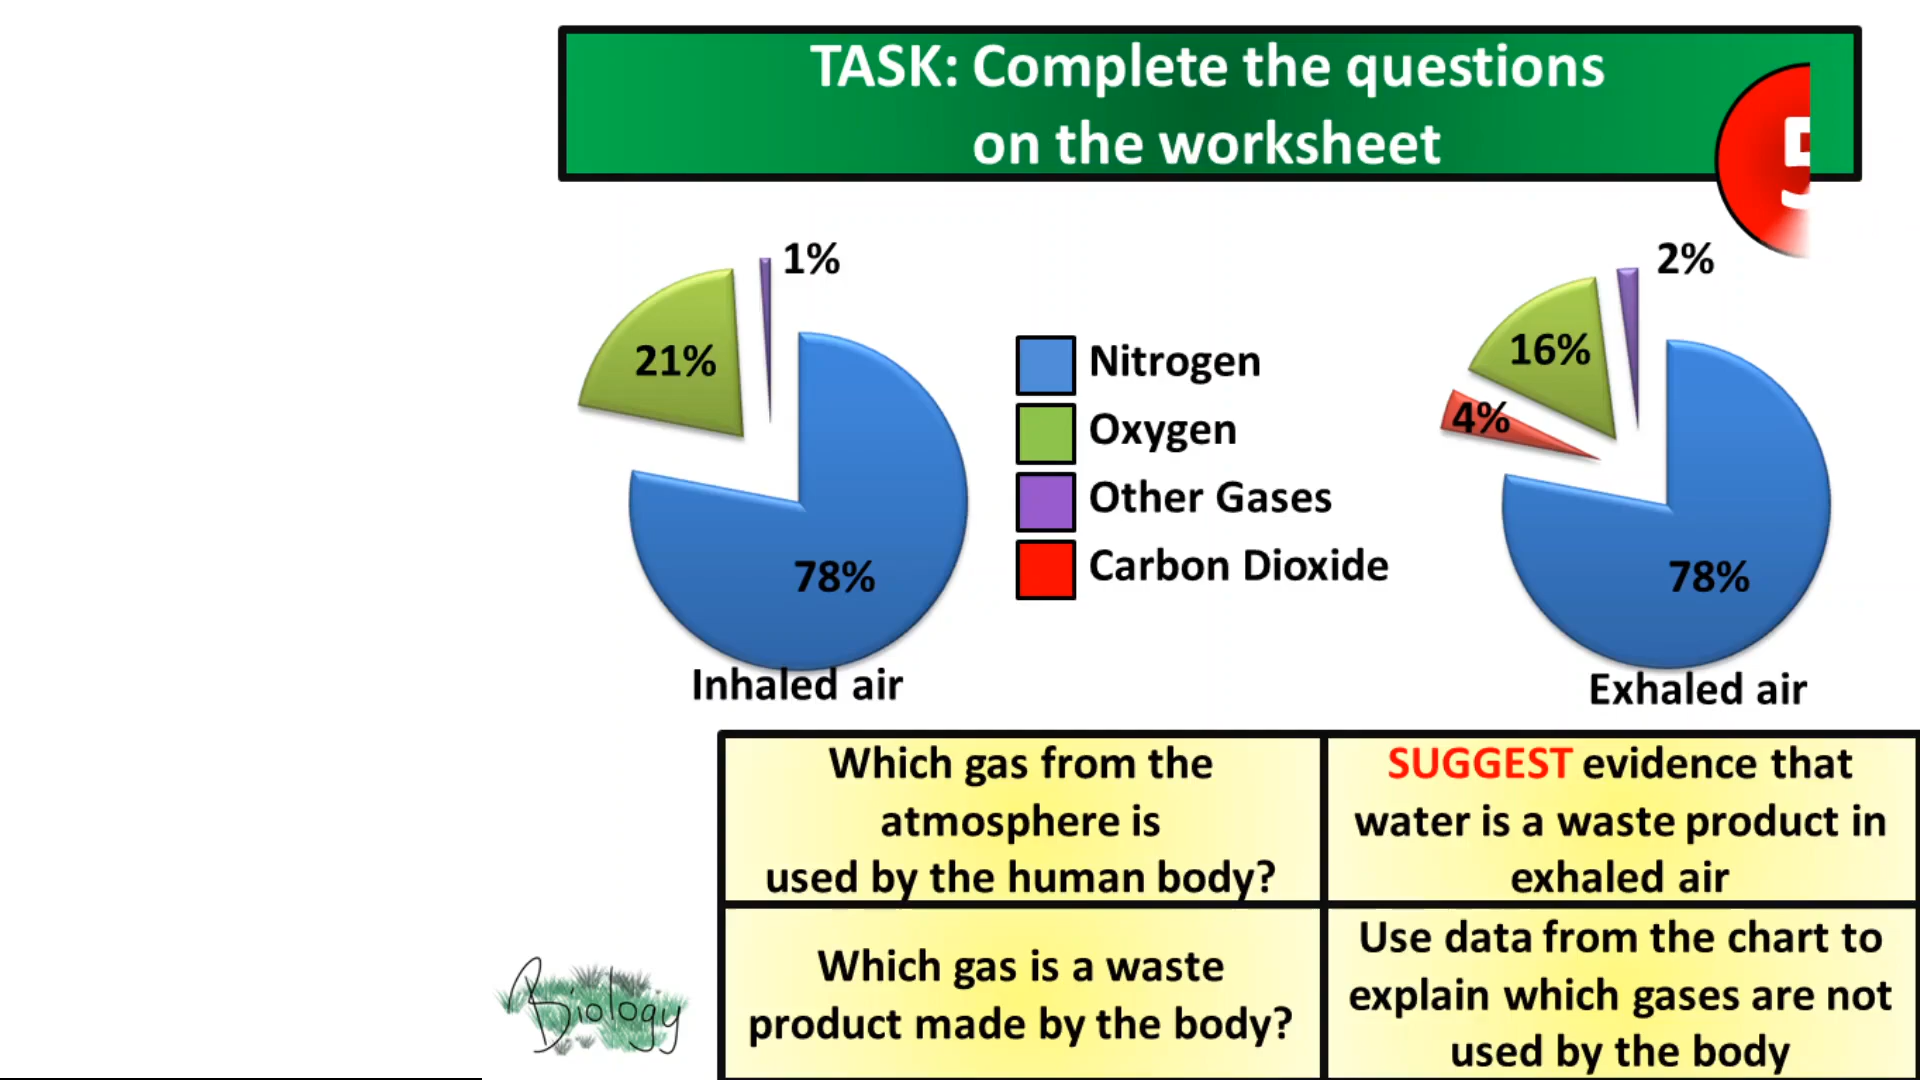 TASK: Complete the questions
on the worksheet
5
1%
21%
78%
Inhaled air
Nitrogen
Oxygen
Other Gases
Carbon Dioxide
2%
16%
4%
78%
Exhaled air
Which gas from the
atmosphere is
used by the human body?
SUGGEST evidence that
water is a waste product in
exhaled air
Which gas is a waste
product made by the body?
Use data from the chart to
explain which gases are not
used by the body
Biology